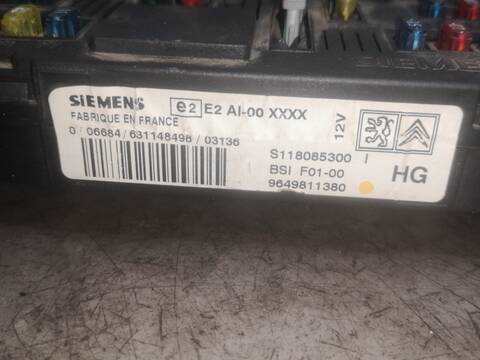 SIEMENS
SIEMENS e2 E2 AI-00 XXXX
FABRIQUE EN FRANCE
0 / 06684 / 631148498 / 03136
12V
S118085300 I
BSI F01-00
9649811380
HG